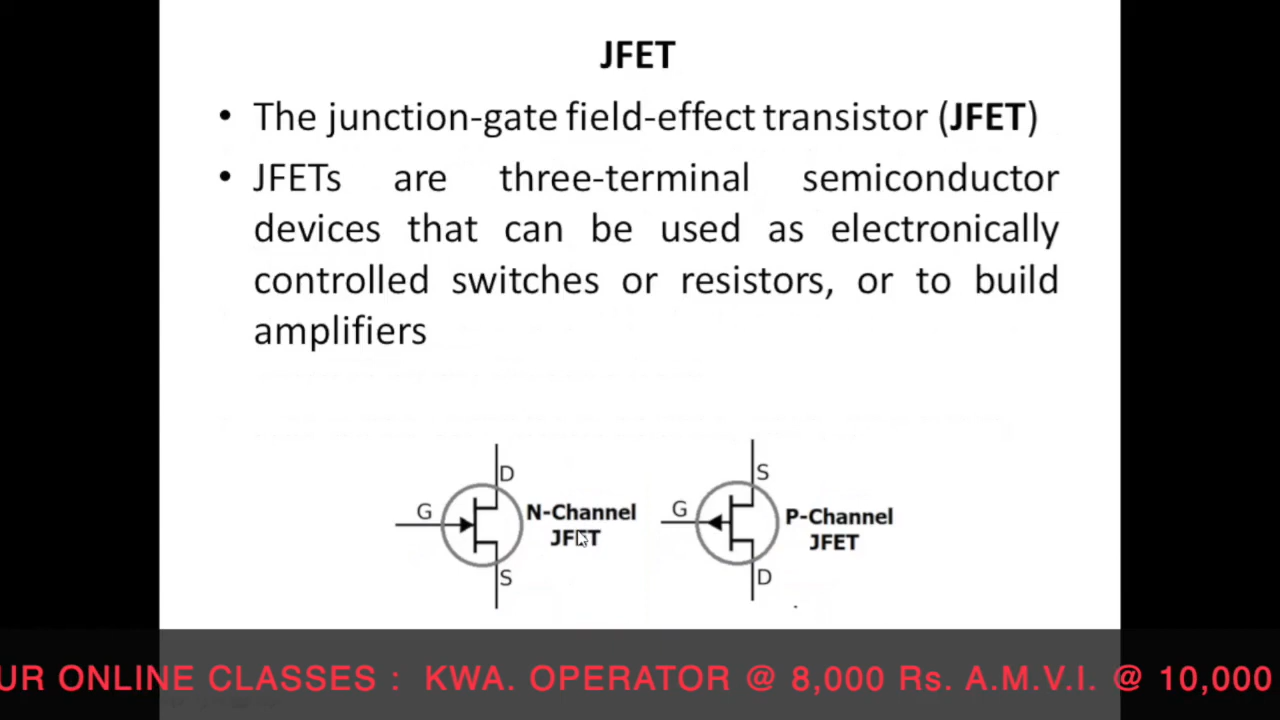 JFET
• The junction-gate field-effect transistor (JFET)
• JFETs are three-terminal semiconductor
devices that can be used as electronically
controlled switches or resistors, or to build
amplifiers
D
G
N-Channel
JFET
S
S
G
P-Channel
JFET
D
UR ONLINE CLASSES : KWA. OPERATOR @ 8,000 Rs. A.M.V.I. @ 10,000